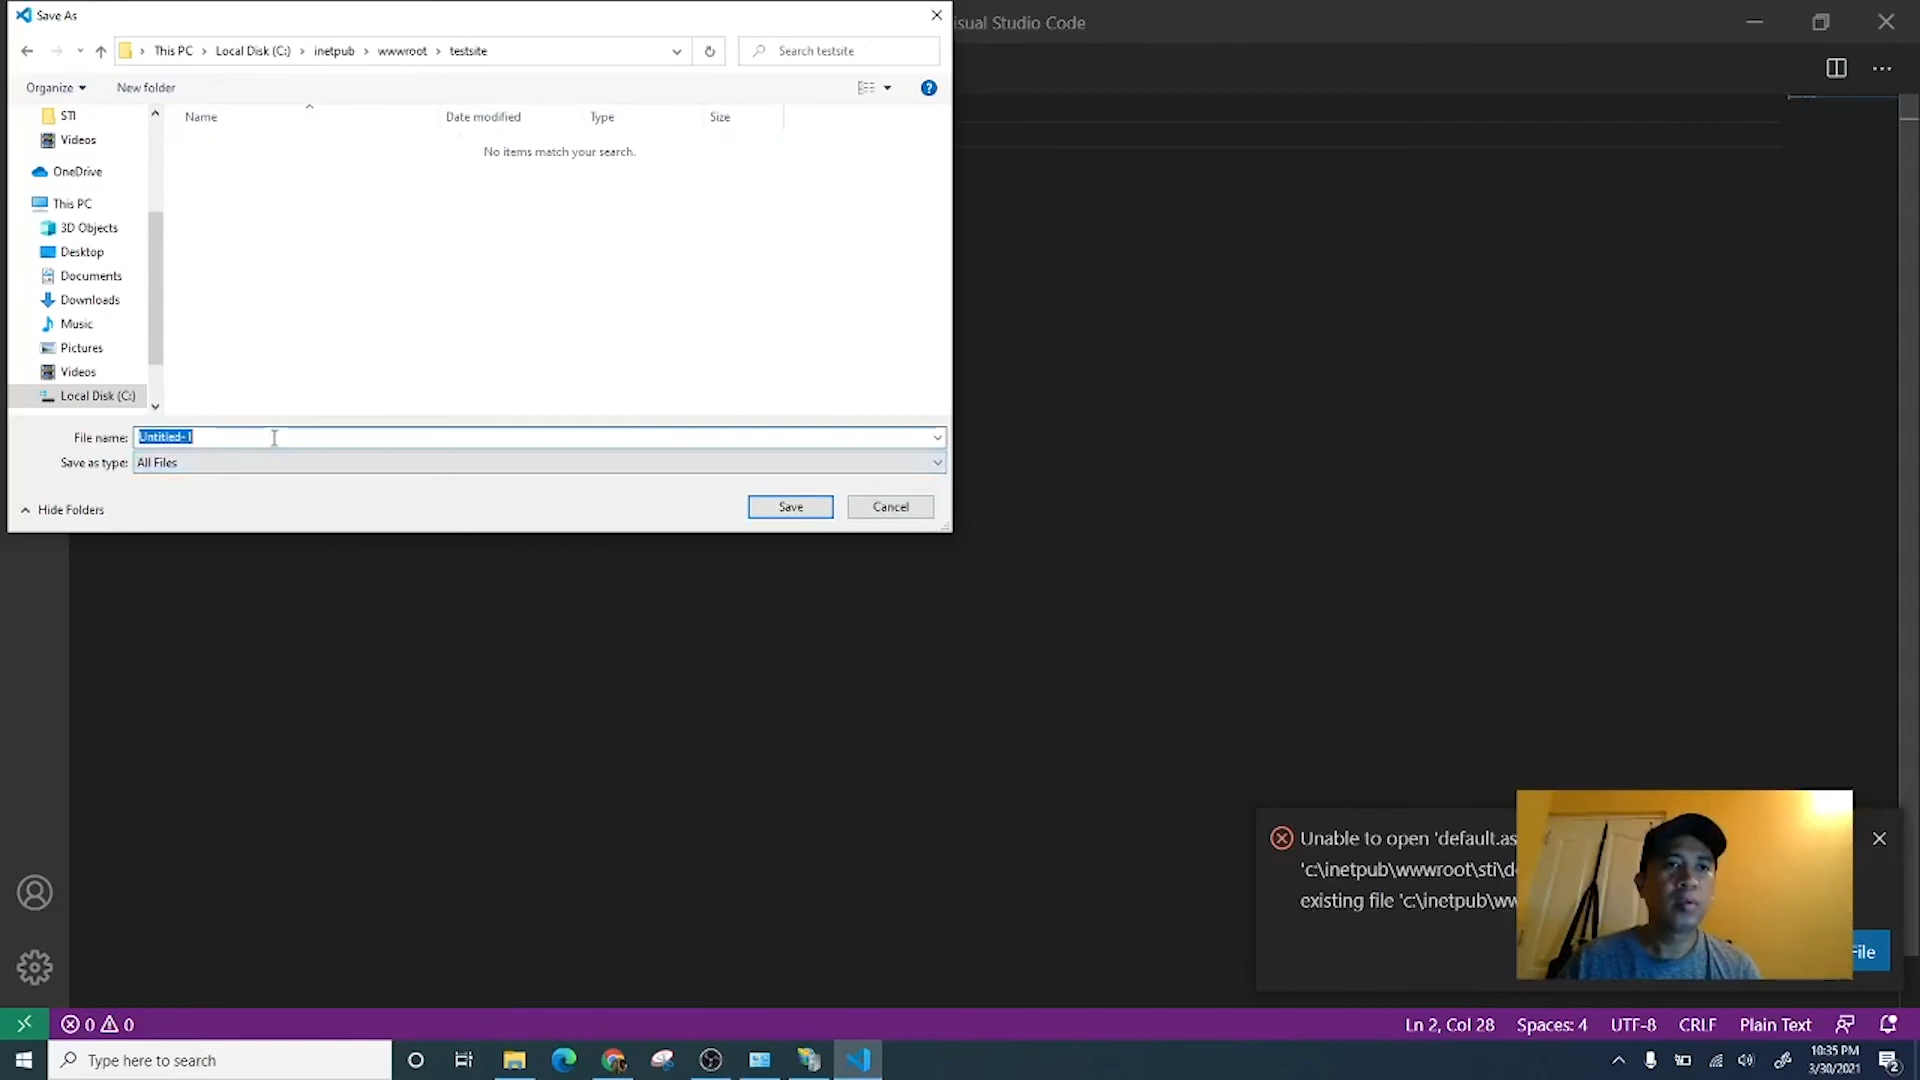 Save As
isual Studio Code
This PC
Local Disk (C:)
inetpub
wwwroot
testsite
Search testsite
Organize
New folder
Name
Date modified
Type
Size
No items match your search.
STI
Videos
OneDrive
This PC
3D Objects
Desktop
Documents
Downloads
Music
Pictures
Videos
Local Disk (C:)
File name:
Untitled-1
Save as type:
All Files
Hide Folders
Save
Cancel
Unable to open 'default.as
'c:\inetpub\wwwroot\sti\d
existing file 'c:\inetpub\ww
File
0
0
Ln 2, Col 28
Spaces: 4
UTF-8
CRLF
Plain Text
Type here to search
10:35 PM
3/30/2021
2